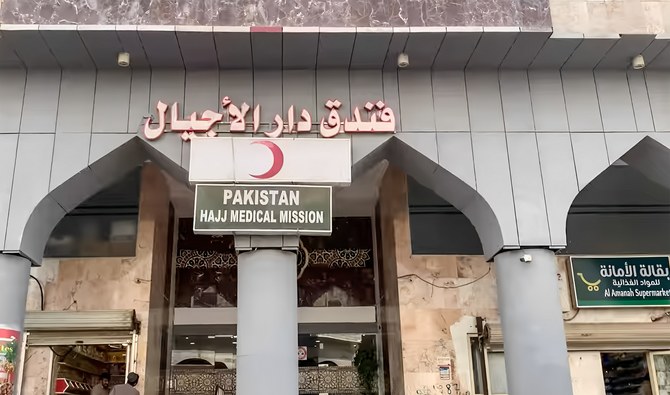 فندق دار الأجيال
PAKISTAN
HAJJ MEDICAL MISSION
بقالة الأمانة
للمواد الغذائية
Al Amanah Supermarket